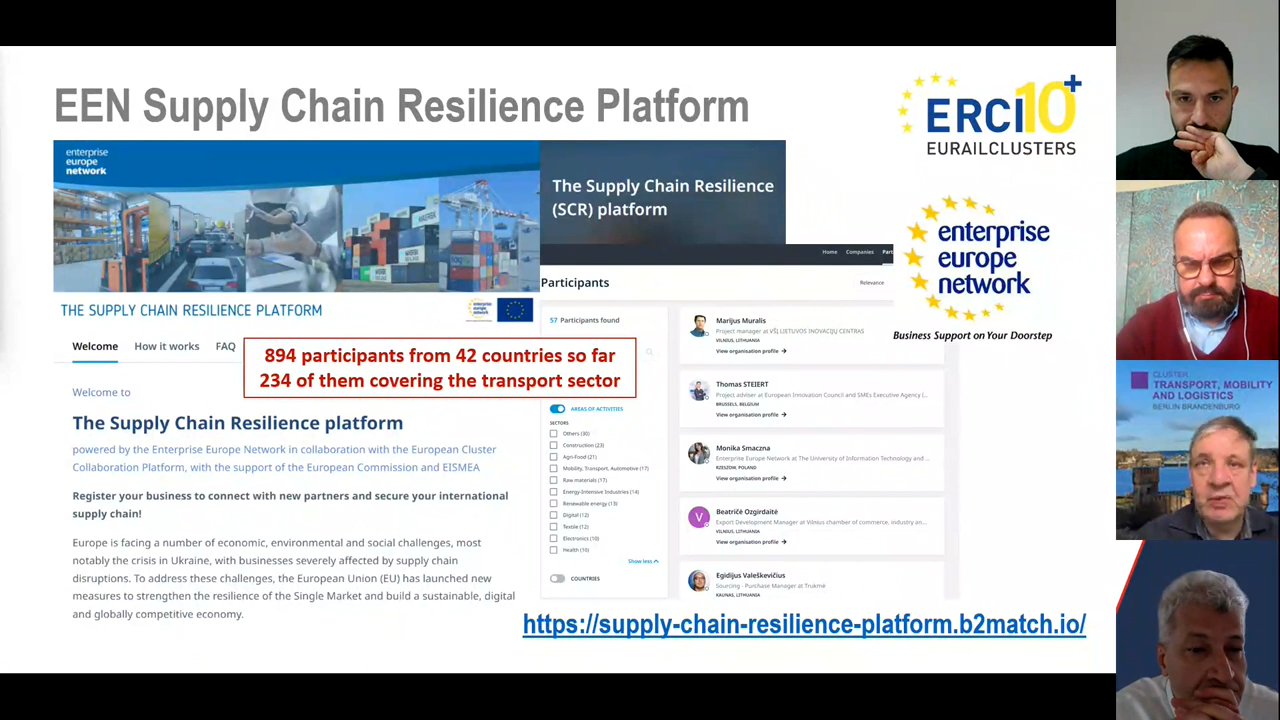 EEN Supply Chain Resilience Platform
ERCI10+
EURAILCLUSTERS
enterprise
europe
network
The Supply Chain Resilience
(SCR) platform
THE SUPPLY CHAIN RESILIENCE PLATFORM
Welcome How it works FAQ
894 participants from 42 countries so far
234 of them covering the transport sector
Welcome to
The Supply Chain Resilience platform
powered by the Enterprise Europe Network in collaboration with the European Cluster
Collaboration Platform, with the support of the European Commission and EISMEA
Register your business to connect with new partners and secure your international
supply chain!
Europe is facing a number of economic, environmental and social challenges, most
notably the crisis in Ukraine, with businesses severely affected by supply chain
disruptions. To address these challenges, the European Union (EU) has launched new
measures to strengthen the resilience of the Single Market and build a sustainable, digital
and globally competitive economy.
Home Companies Part
Participants
Relevance
57 Participants found
AREAS OF ACTIVITIES
SECTORS
Others (30)
Construction (23)
Agri-Food (21)
Mobility, Transport, Automotive (17)
Raw materials (17)
Energy-Intensive Industries (14)
Renewable energy (13)
Digital (12)
Textile (12)
Electronics (10)
Health (10)
Show less
COUNTRIES
Marijus Muralis
Project manager at VŠĮ LIETUVOS INOVACIJŲ CENTRAS
VILNIUS, LITHUANIA
View organisation profile →
Thomas STEIERT
Project adviser at European Innovation Council and SMEs Executive Agency (...
BRUSSELS, BELGIUM
View organisation profile →
Monika Smaczna
Enterprise Europe Network at The University of Information Technology and ...
RZESZOW, POLAND
View organisation profile →
V
Beatričė Ozgirdaitė
Export Development Manager at Vilnius chamber of commerce, industry an...
VILNIUS, LITHUANIA
View organisation profile →
Egidijus Valeškevičius
Sourcing - Purchase Manager at Trukmė
KAUNAS, LITHUANIA
enterprise
europe
network
Business Support on Your Doorstep
https://supply-chain-resilience-platform.b2match.io/
CLUSTER
TRANSPORT, MOBILITY
AND LOGISTICS
BERLIN BRANDENBURG